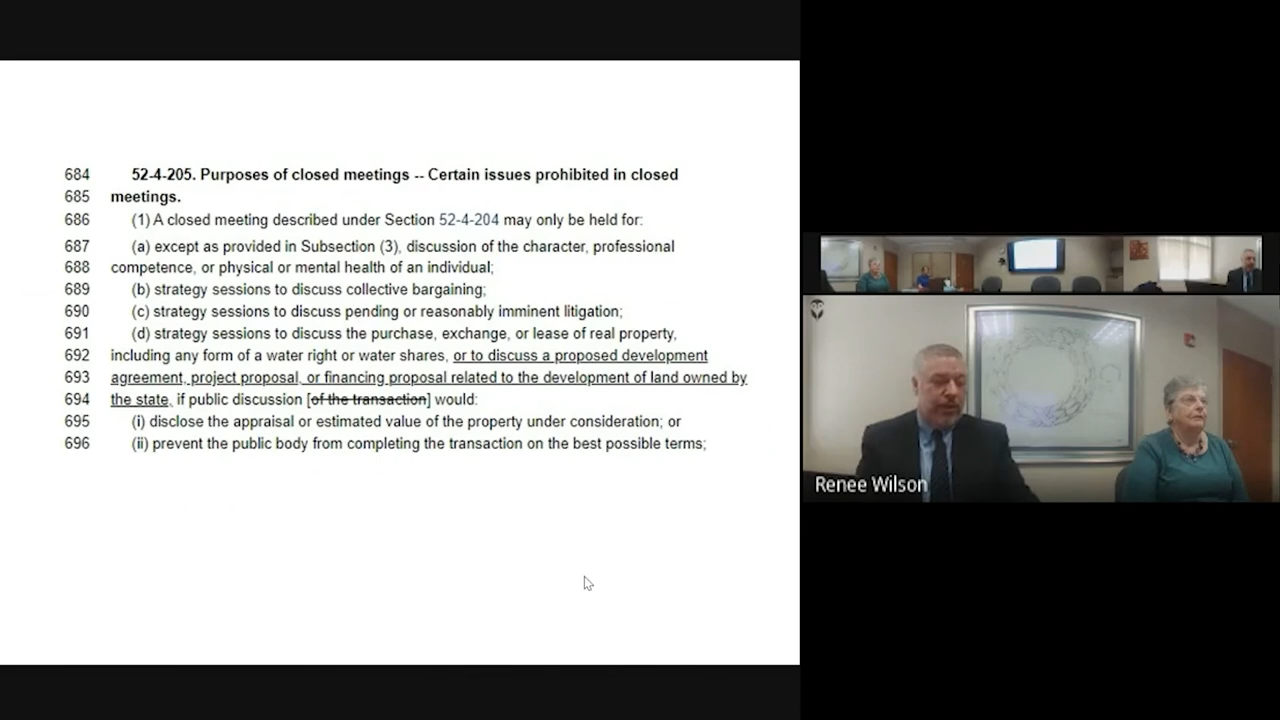 684 52-4-205. Purposes of closed meetings -- Certain issues prohibited in closed
685 meetings.
686 (1) A closed meeting described under Section 52-4-204 may only be held for:
687 (a) except as provided in Subsection (3), discussion of the character, professional
688 competence, or physical or mental health of an individual;
689 (b) strategy sessions to discuss collective bargaining;
690 (c) strategy sessions to discuss pending or reasonably imminent litigation;
691 (d) strategy sessions to discuss the purchase, exchange, or lease of real property,
692 including any form of a water right or water shares, or to discuss a proposed development
693 agreement, project proposal, or financing proposal related to the development of land owned by
694 the state, if public discussion [of the transaction] would:
695 (i) disclose the appraisal or estimated value of the property under consideration; or
696 (ii) prevent the public body from completing the transaction on the best possible terms;
Renee Wilson